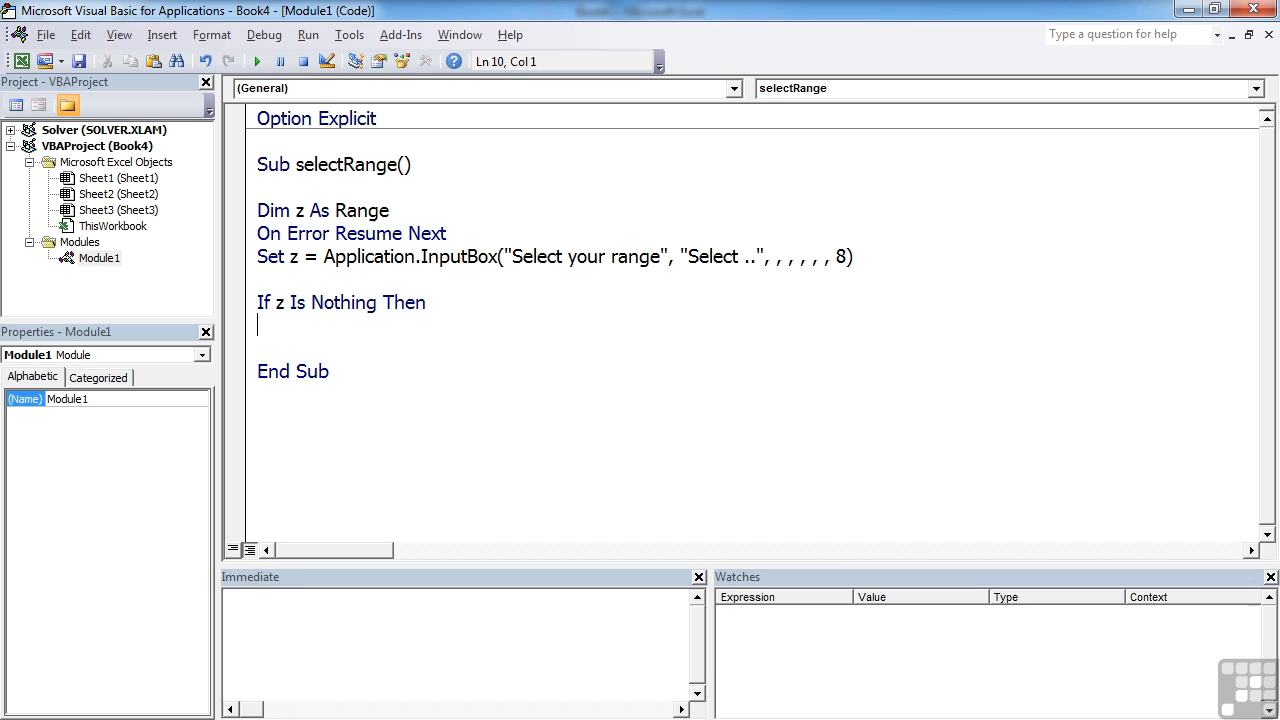 Microsoft Visual Basic for Applications - Book4 - [Module1 (Code)]
File Edit View Insert Format Debug Run Tools Add-Ins Window Help
Type a question for help
Ln 10, Col 1
Project - VBAProject
(General)
selectRange
Solver (SOLVER.XLAM)
VBAProject (Book4)
Microsoft Excel Objects
Sheet1 (Sheet1)
Sheet2 (Sheet2)
Sheet3 (Sheet3)
ThisWorkbook
Modules
Module1
Option Explicit
Sub selectRange()
Dim z As Range
On Error Resume Next
Set z = Application.InputBox("Select your range", "Select ..", , , , , , 8)
If z Is Nothing Then
End Sub
Properties - Module1
Module1 Module
Alphabetic Categorized
(Name) Module1
Immediate
Watches
Expression Value Type Context